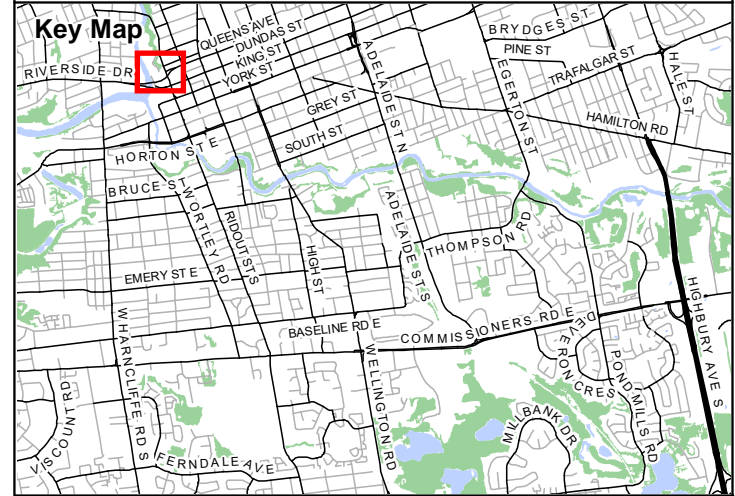 Key Map
QUEENS AVE
DUNDAS ST
KING ST
YORK ST
RIVERSIDE DR
ADELAIDE ST N
BRYDGES ST
PINE ST
TRAFALGAR ST
EGERTON ST
HALE ST
HAMILTON RD
GREY ST
SOUTH ST
HORTON ST E
BRUCE ST
WORTLEY RD
RIDOUT ST S
HIGH ST
ADELAIDE ST S
THOMPSON RD
EMERY ST E
WHARNCLIFFE RD S
BASELINE RD E
COMMISSIONERS RD E
WELLINGTON RD
DEVERON CRES
POND MILLS RD
HIGHBURY AVE S
MILLBANK DR
VISCOUNT RD
FERNDALE AVE